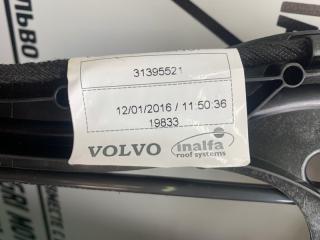 31395521
12/01/2016 / 11:50:36
19833
VOLVO inalfa
roof systems